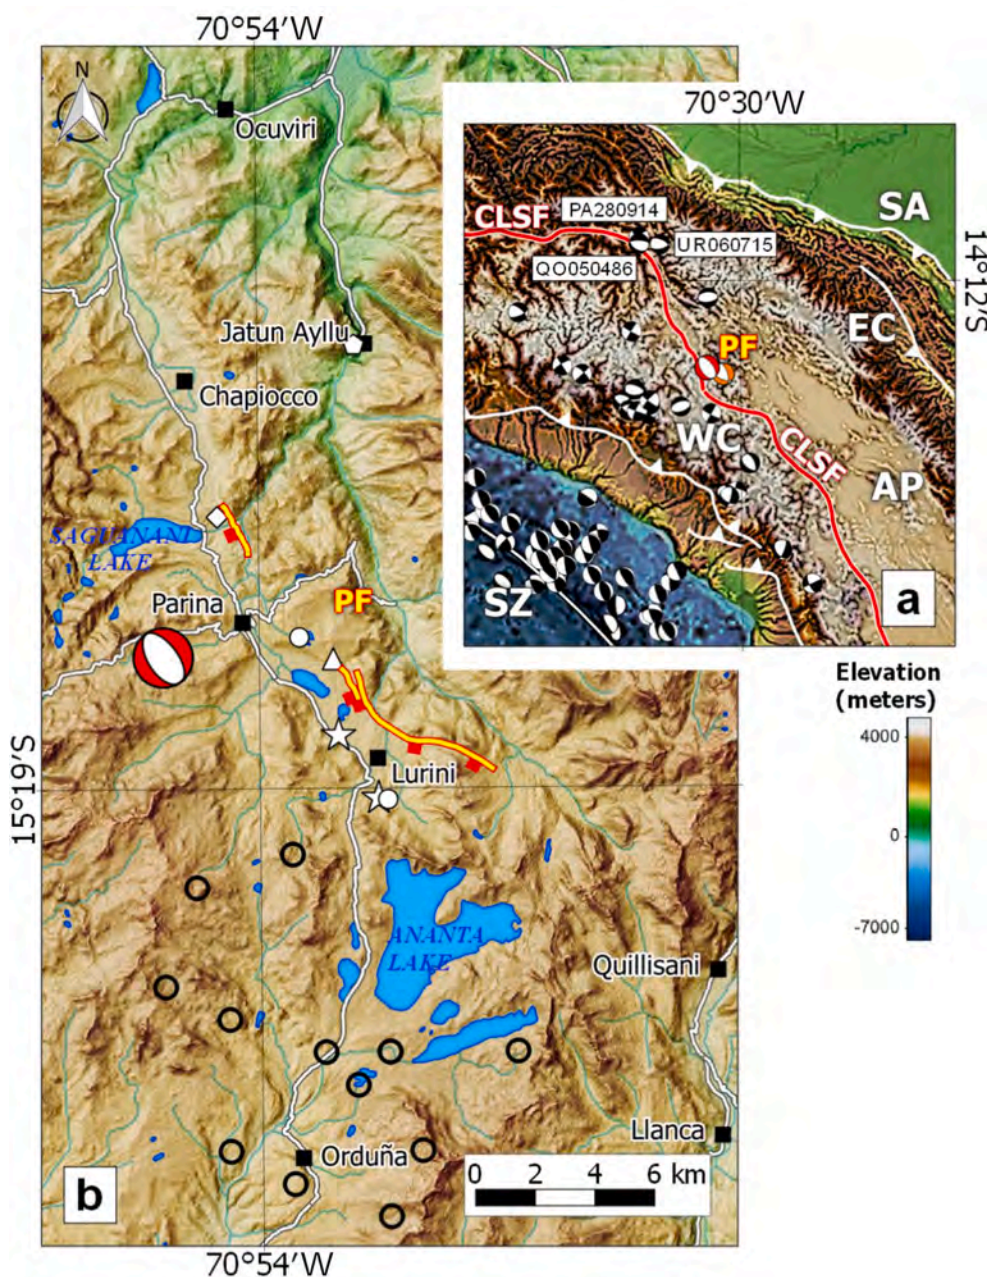 70°54'W
N
Ocuviri
Jatun Ayllu
Chapiocco
SAGUANANI
LAKE
Parina
PF
Lurini
15°19'S
ANANTA
LAKE
Quillisani
Llanca
Orduña
0 2 4 6 km
b
70°54'W
70°30'W
CLSF
PA280914
SA
UR060715
QO050486
14°12'S
EC
PF
WC
CLSF
AP
SZ
a
Elevation
(meters)
4000
0
-7000